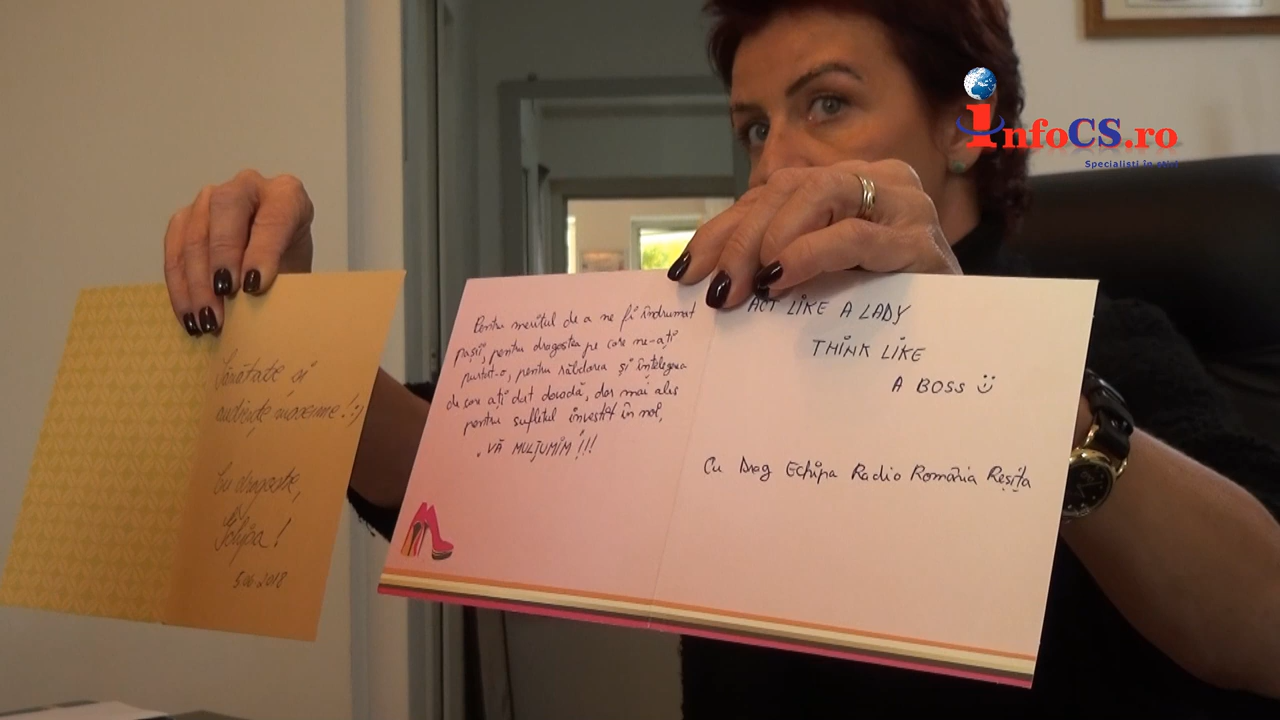 infoCS.ro
Specialisti in stiri
Sănătate și
audiențe imense! :)
Cu dragoste,
Echipa!
5.06.2018
Pentru meritul de a ne fi îndrumat
pașii, pentru dragostea pe care ne-ați
purtat-o, pentru răbdarea și înțelegerea
de care ați dat dovadă, dar mai ales
pentru sufletul investit în noi,
VĂ MULȚUMIM!!!
ACT LIKE A LADY
THINK LIKE
A BOSS
Cu Drag Echipa Radio România Reșița